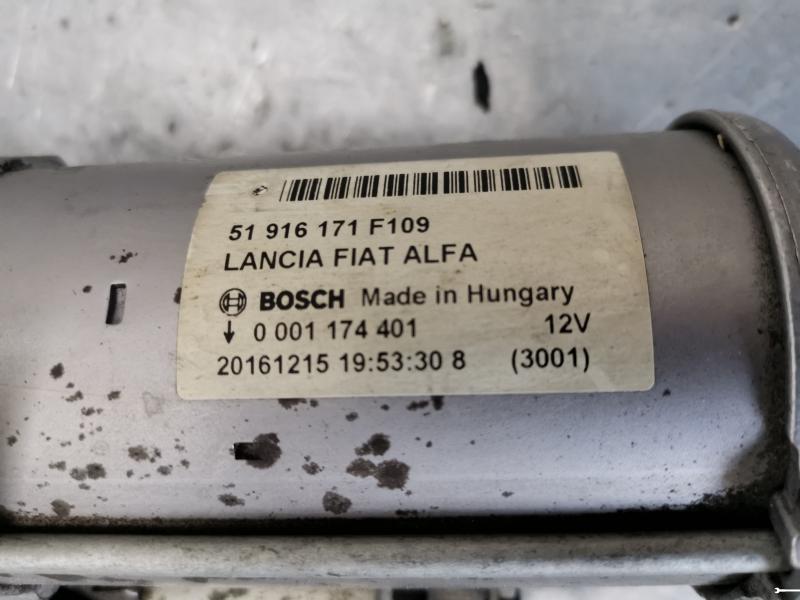 51 916 171 F109
LANCIA FIAT ALFA
BOSCH Made in Hungary
0 001 174 401 12V
20161215 19:53:30 8 (3001)